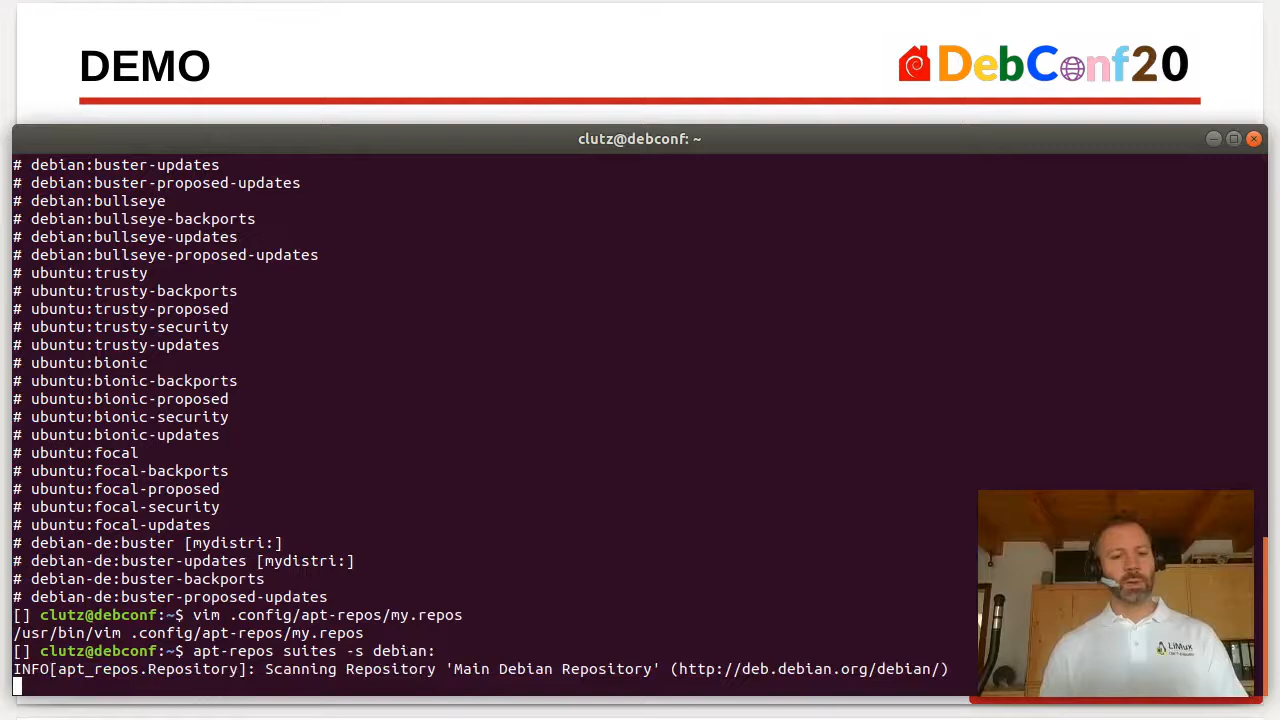 DEMO
DebConf20
clutz@debconf: ~
# debian:buster-updates
# debian:buster-proposed-updates
# debian:bullseye
# debian:bullseye-backports
# debian:bullseye-updates
# debian:bullseye-proposed-updates
# ubuntu:trusty
# ubuntu:trusty-backports
# ubuntu:trusty-proposed
# ubuntu:trusty-security
# ubuntu:trusty-updates
# ubuntu:bionic
# ubuntu:bionic-backports
# ubuntu:bionic-proposed
# ubuntu:bionic-security
# ubuntu:bionic-updates
# ubuntu:focal
# ubuntu:focal-backports
# ubuntu:focal-proposed
# ubuntu:focal-security
# ubuntu:focal-updates
# debian-de:buster [mydistri:]
# debian-de:buster-updates [mydistri:]
# debian-de:buster-backports
# debian-de:buster-proposed-updates
[] clutz@debconf:~$ vim .config/apt-repos/my.repos
/usr/bin/vim .config/apt-repos/my.repos
[] clutz@debconf:~$ apt-repos suites -s debian:
INFO[apt_repos.Repository]: Scanning Repository 'Main Debian Repository' (http://deb.debian.org/debian/)
LiMux